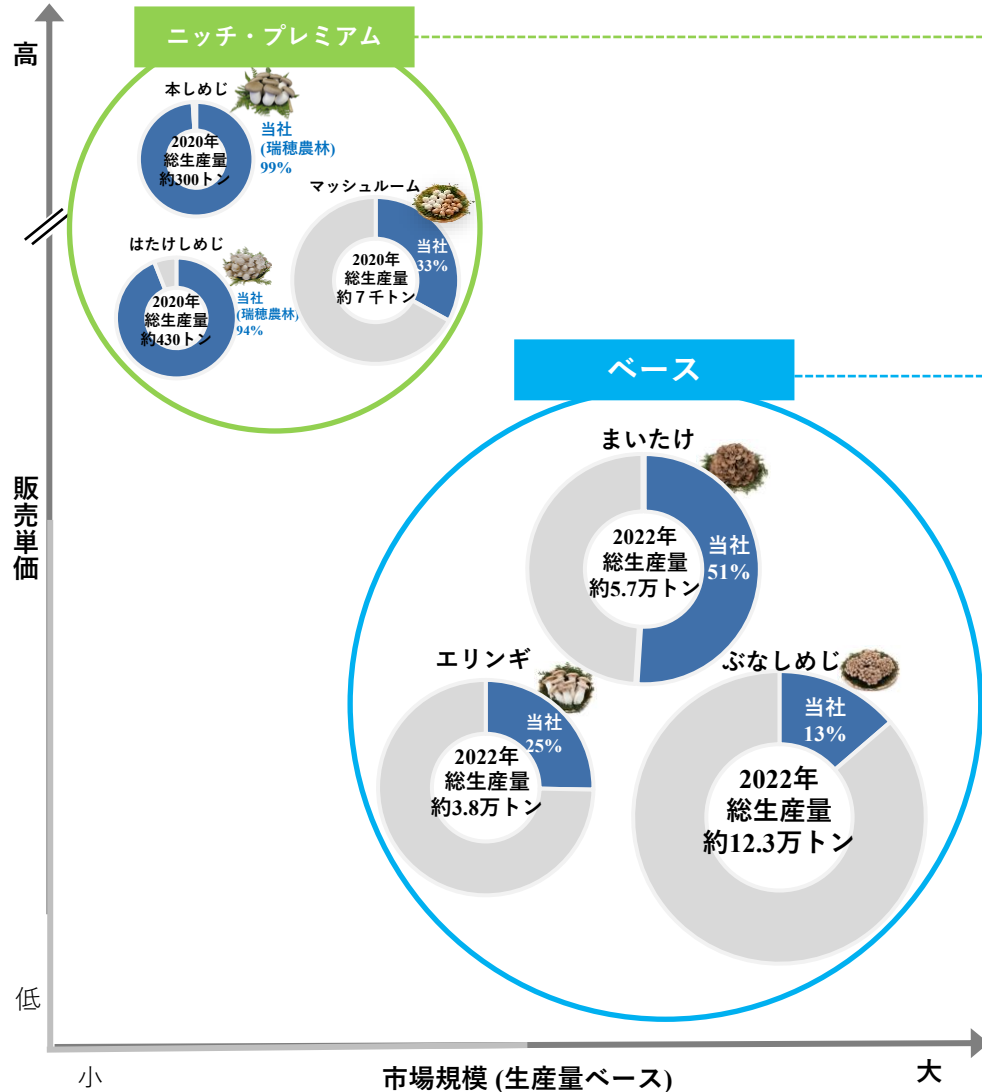 高
ニッチ・プレミアム
本しめじ
2020年
総生産量
約300トン
当社
(瑞穂農林)
99%
マッシュルーム
2020年
総生産量
約７千トン
当社
33%
はたけしめじ
2020年
総生産量
約430トン
当社
(瑞穂農林)
94%
ベース
まいたけ
2022年
総生産量
約5.7万トン
当社
51%
販売単価
エリンギ
2022年
総生産量
約3.8万トン
当社
25%
ぶなしめじ
2022年
総生産量
約12.3万トン
当社
13%
低
小
市場規模 (生産量ベース)
大